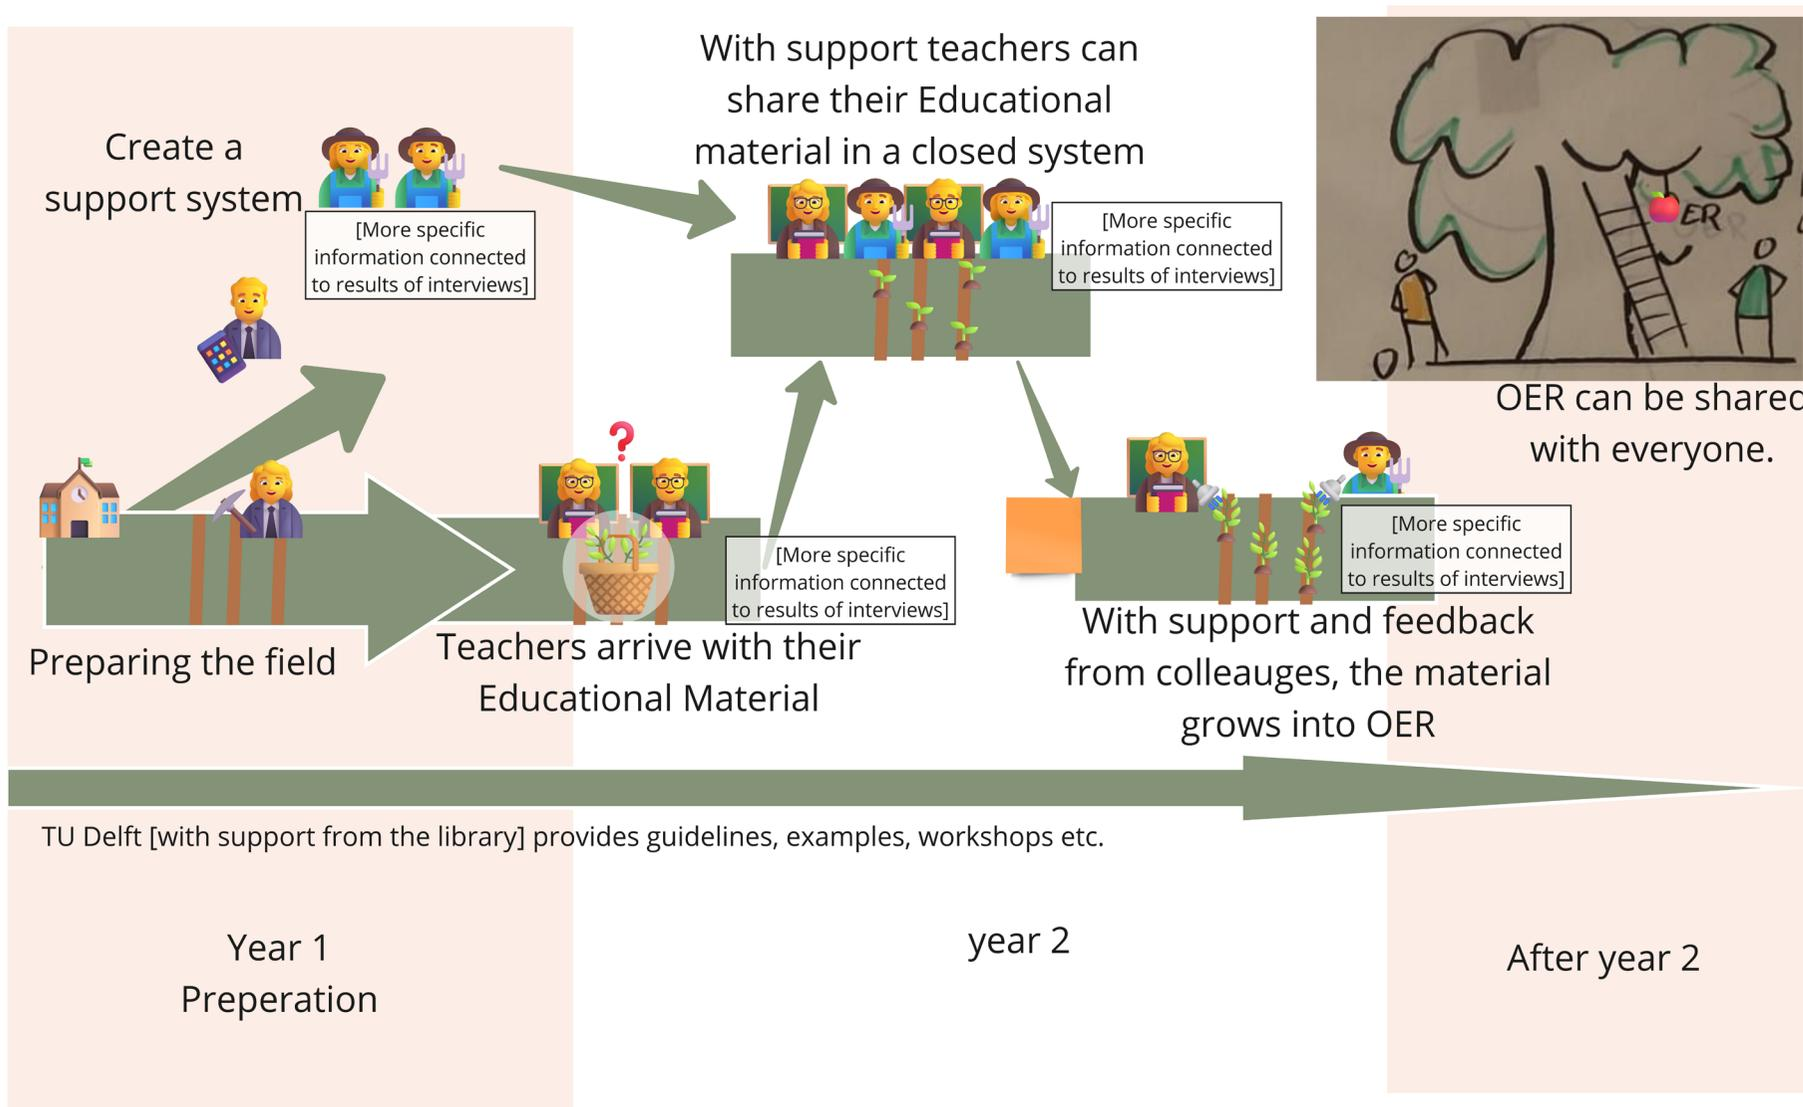 With support teachers can
share their Educational
material in a closed system
Create a
support system
[More specific
information connected
to results of interviews]
[More specific
information connected
to results of interviews]
ER
OER can be shared
with everyone.
[More specific
information connected
to results of interviews]
[More specific
information connected
to results of interviews]
Preparing the field
Teachers arrive with their
Educational Material
With support and feedback
from colleauges, the material
grows into OER
TU Delft [with support from the library] provides guidelines, examples, workshops etc.
Year 1
Preperation
year 2
After year 2